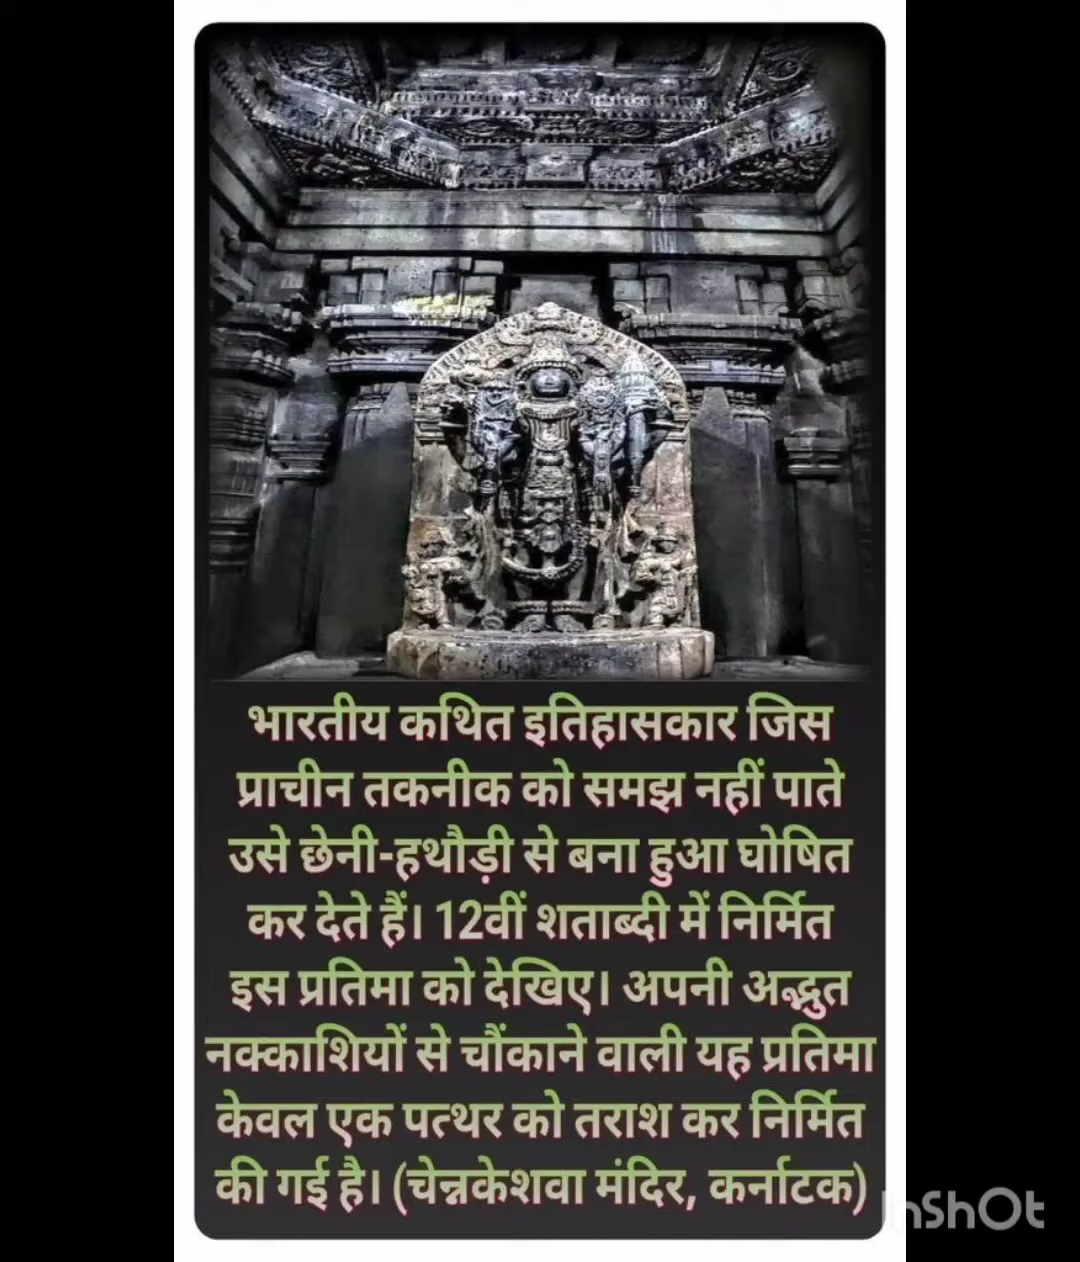 भारतीय कथित इतिहासकार जिस
प्राचीन तकनीक को समझ नहीं पाते
उसे छेनी-हथौड़ी से बना हुआ घोषित
कर देते हैं। 12वीं शताब्दी में निर्मित
इस प्रतिमा को देखिए। अपनी अद्भुत
नक्काशियों से चौंकाने वाली यह प्रतिमा
केवल एक पत्थर को तराश कर निर्मित
की गई है। (चेन्नकेशवा मंदिर, कर्नाटक)
InShOt